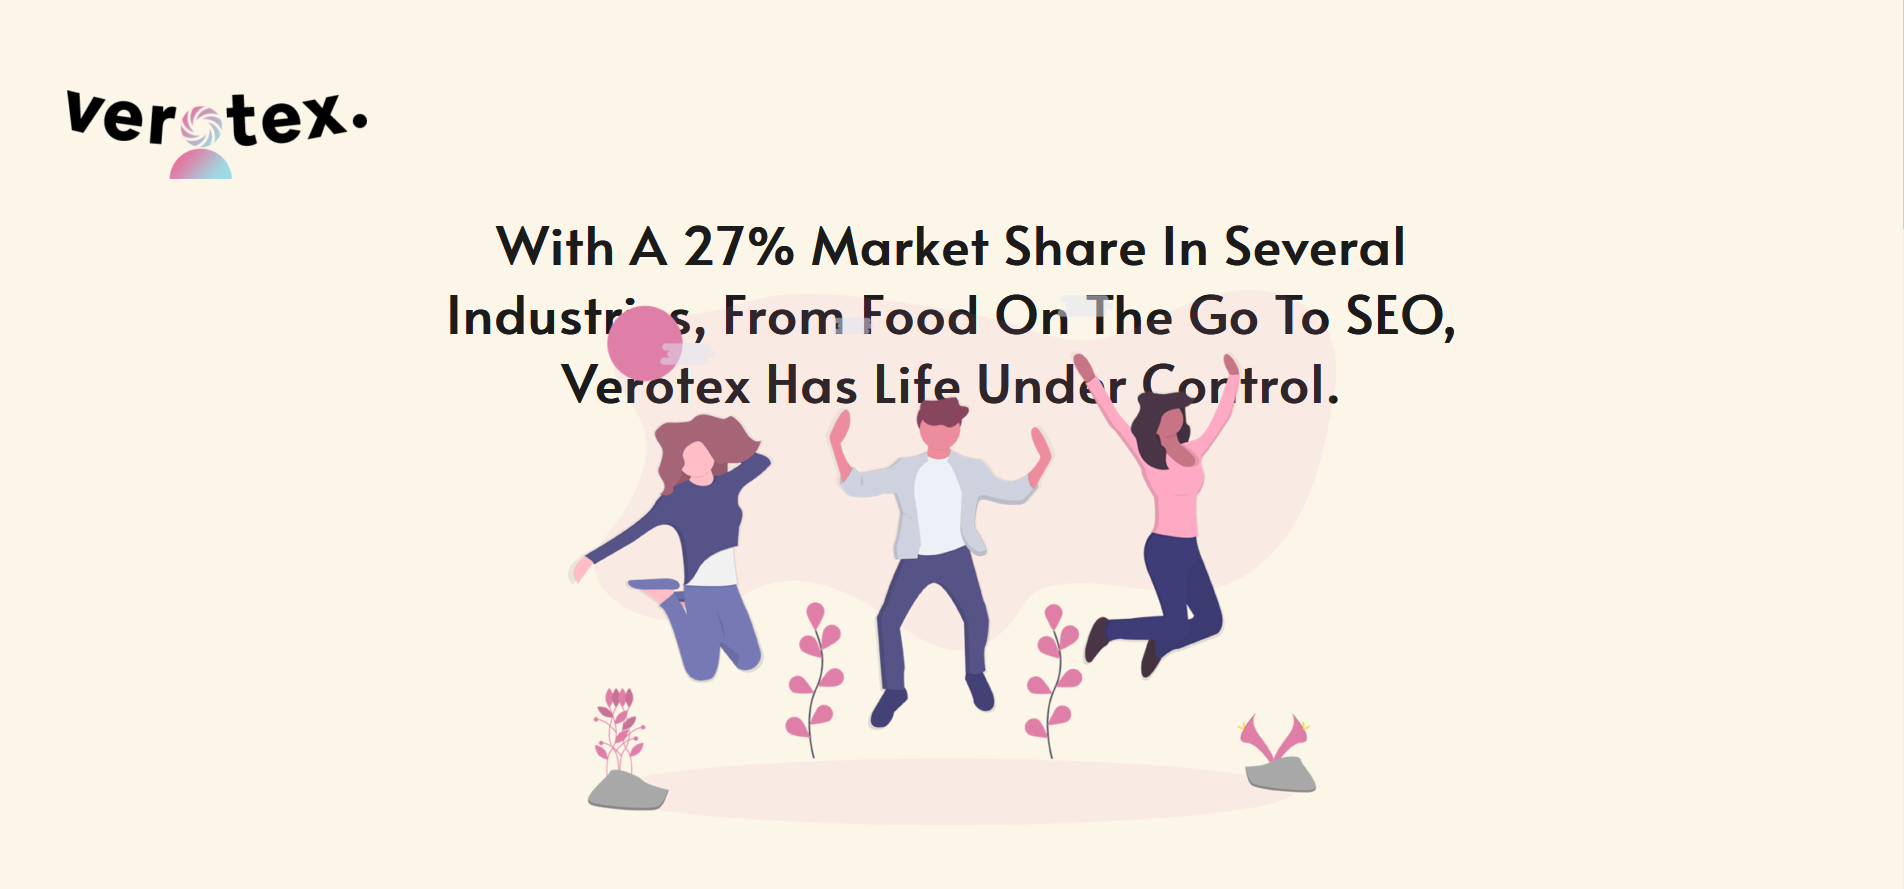 verotex.
With A 27% Market Share In Several
Industries, From Food On The Go To SEO,
Verotex Has Life Under Control.